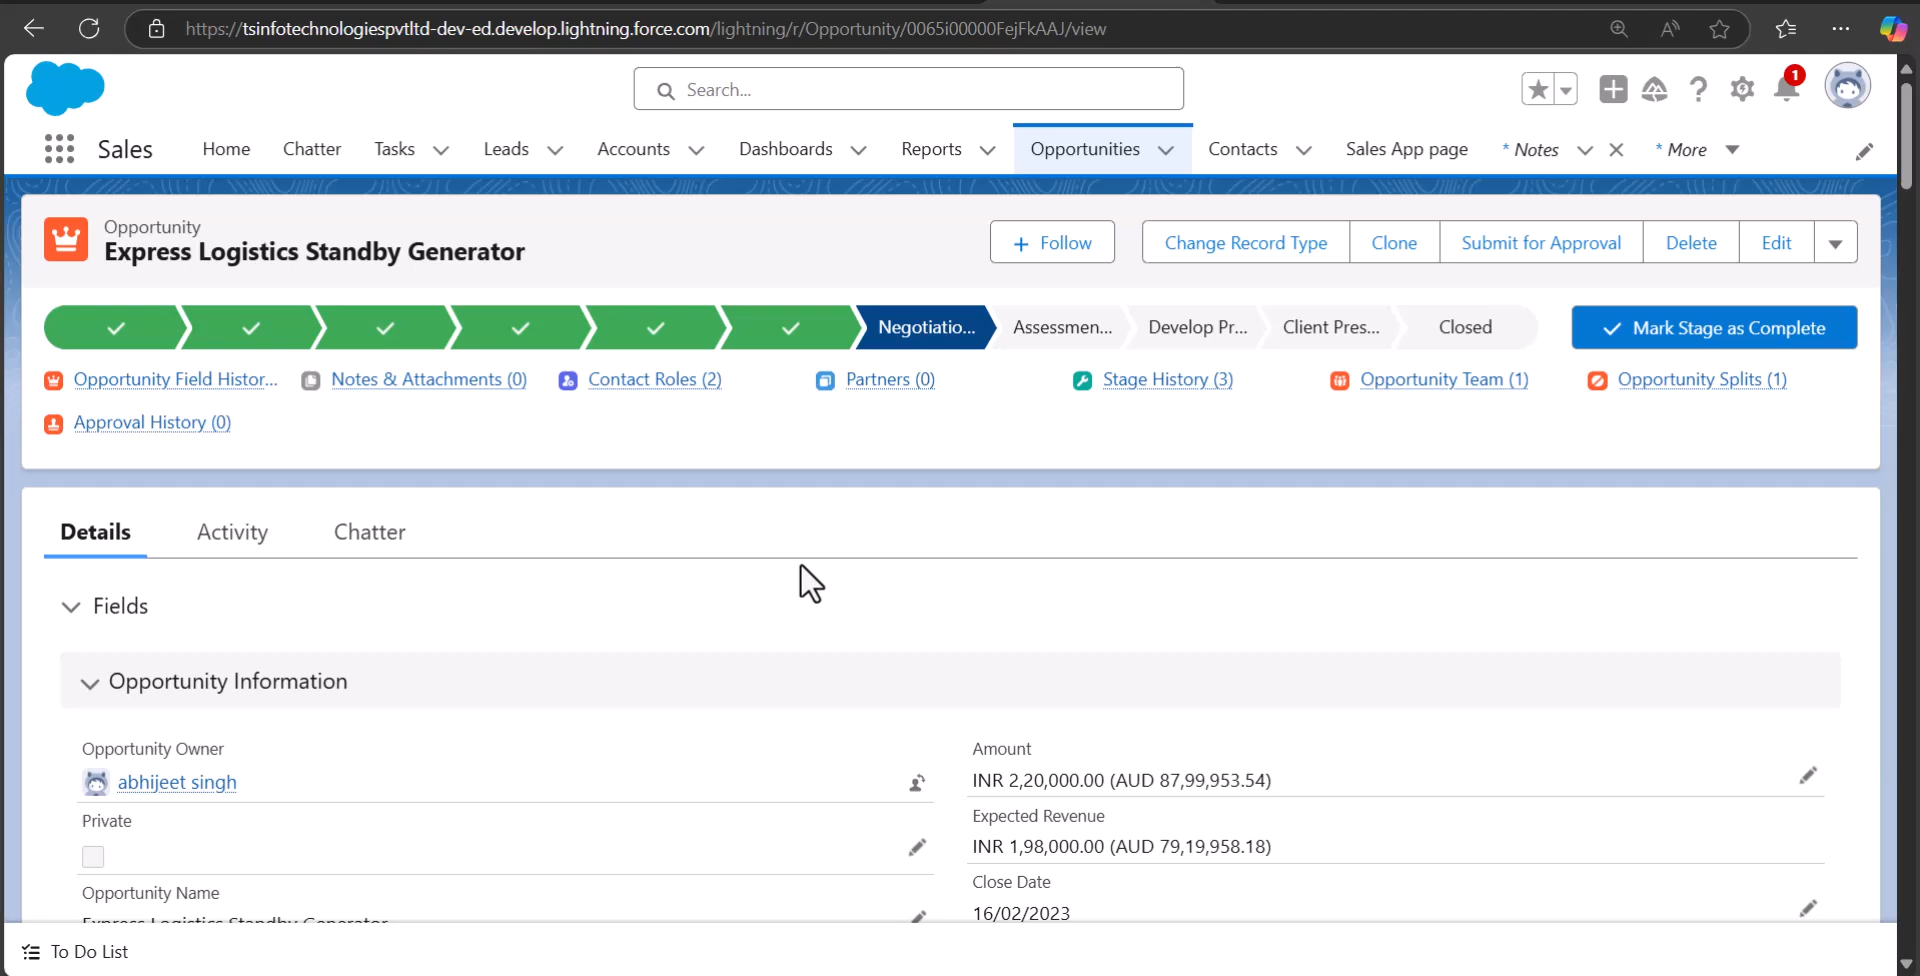 https://tsinfotechnologiespvtltd-dev-ed.develop.lightning.force.com/lightning/r/Opportunity/0065i00000FejFkAAJ/view
Search...
1
Sales Home Chatter Tasks Leads Accounts Dashboards Reports Opportunities Contacts Sales App page * Notes * More
Opportunity
Express Logistics Standby Generator
+ Follow Change Record Type Clone Submit for Approval Delete Edit
Negotiatio... Assessmen... Develop Pr... Client Pres... Closed Mark Stage as Complete
Opportunity Field Histor... Notes & Attachments (0) Contact Roles (2) Partners (0) Stage History (3) Opportunity Team (1) Opportunity Splits (1)
Approval History (0)
Details Activity Chatter
Fields
Opportunity Information
Opportunity Owner Amount
abhijeet singh INR 2,20,000.00 (AUD 87,99,953.54)
Private Expected Revenue
INR 1,98,000.00 (AUD 79,19,958.18)
Opportunity Name Close Date
Express Logistics Standby Generator 16/02/2023
To Do List